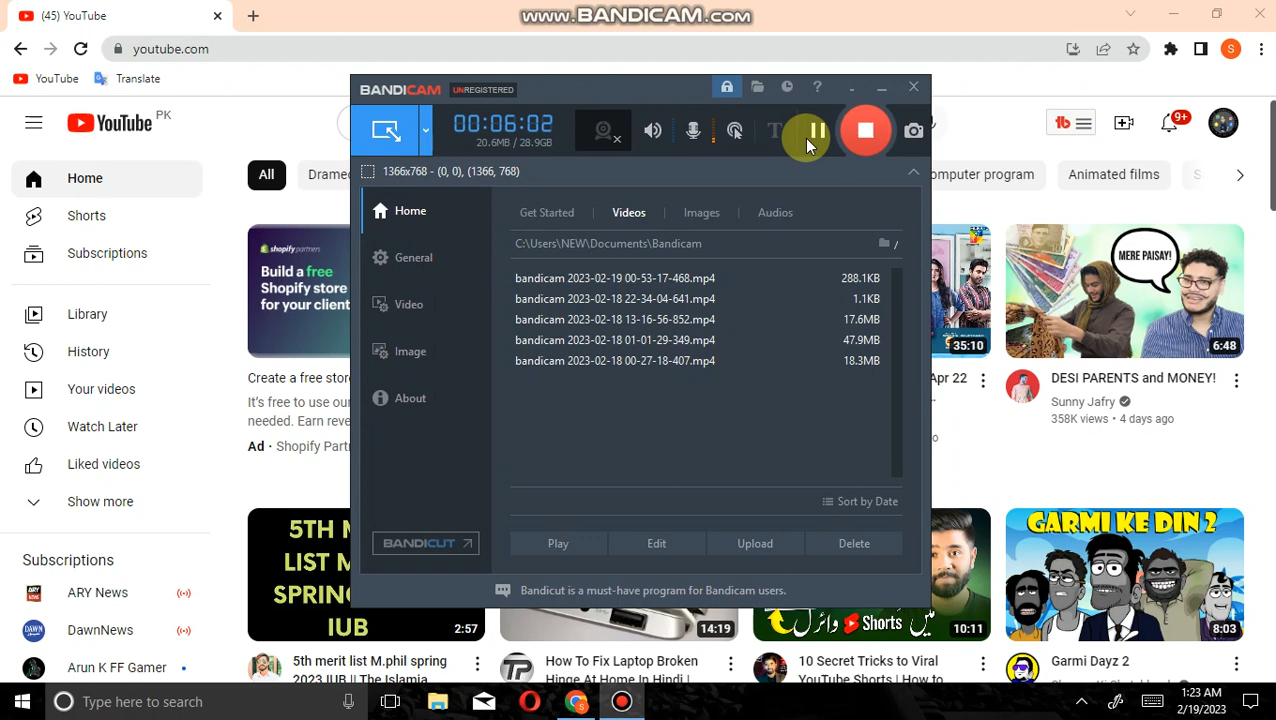 (45) YouTube
www.BANDICAM.com
youtube.com
YouTube
Translate
YouTube PK
9+
Home
Shorts
Subscriptions
Library
History
Your videos
Watch Later
Liked videos
Show more
Subscriptions
ARY News
DawnNews
Arun K FF Gamer
All
omputer program
Animated films
BANDICAM UNREGISTERED
00:06:02
20.6MB / 28.9GB
1366x768 - (0, 0), (1366, 768)
Home
General
Video
Image
About
BANDICUT
Get Started
Videos
Images
Audios
C:\Users\NEW\Documents\Bandicam
bandicam 2023-02-19 00-53-17-468.mp4 288.1KB
bandicam 2023-02-18 22-34-04-641.mp4 1.1KB
bandicam 2023-02-18 13-16-56-852.mp4 17.6MB
bandicam 2023-02-18 01-01-29-349.mp4 47.9MB
bandicam 2023-02-18 00-27-18-407.mp4 18.3MB
Sort by Date
Play
Edit
Upload
Delete
Bandicut is a must-have program for Bandicam users.
shopify partners
Build a free
Shopify store
for your client
Create a free store
It's free to use our
needed. Earn reve
Ad · Shopify Partn
35:10
Apr 22
MERE PAISAY!
6:48
DESI PARENTS and MONEY!
Sunny Jafry
358K views • 4 days ago
5TH M
LIST M
SPRING
IUB
2:57
14:19
میں Shorts وائرل
10:11
GARMI KE DIN 2
8:03
5th merit list M.phil spring
2023 IUB || The Islamia
How To Fix Laptop Broken
Hinge At Home In Hindi |
10 Secret Tricks to Viral
YouTube Shorts | How to
Garmi Dayz 2
Type here to search
1:23 AM
2/19/2023